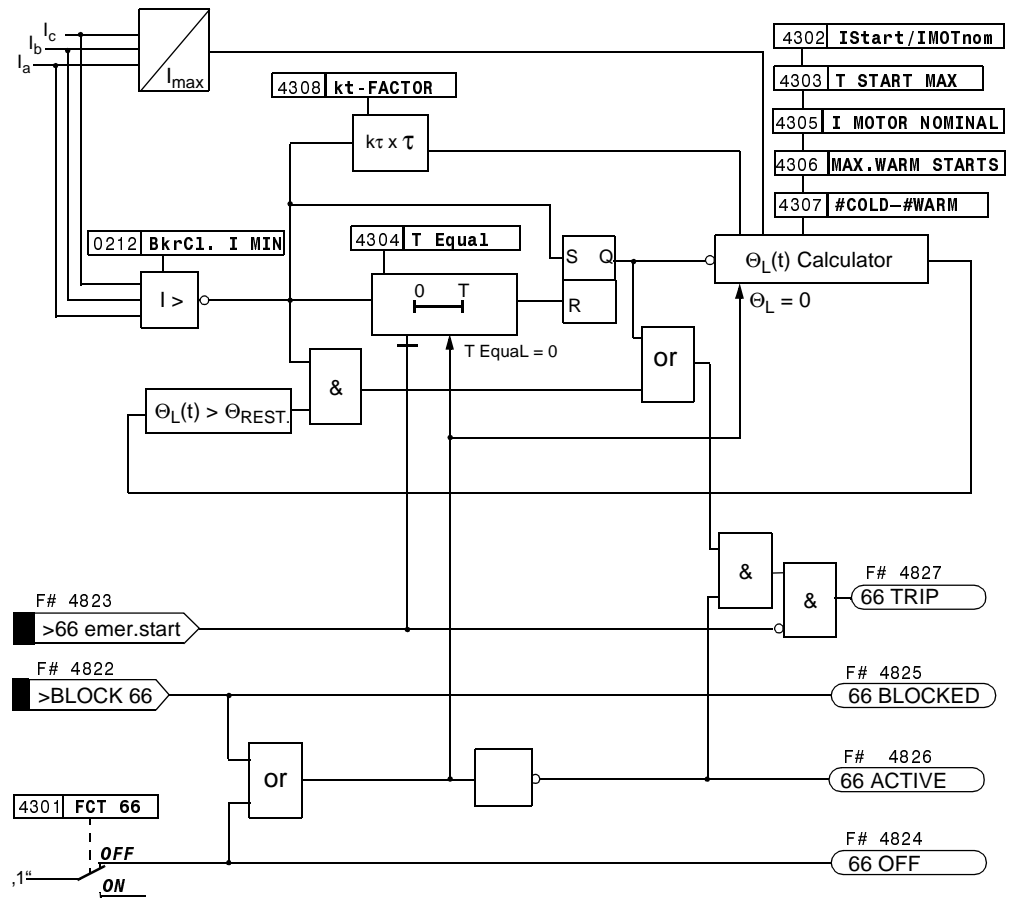 Ic
Ib
Ia
Imax
4302 IStart/IMOTnom
4303 T START MAX
4305 I MOTOR NOMINAL
4306 MAX.WARM STARTS
4307 #COLD–#WARM
4308 kt-FACTOR
kτ x τ
0212 BkrCl. I MIN
I >
4304 T Equal
0 T
S Q
R
ΘL(t) Calculator
ΘL = 0
T EquaL = 0
or
&
ΘL(t) > ΘREST.
&
&
F# 4827
66 TRIP
F# 4823
>66 emer.start
F# 4822
>BLOCK 66
F# 4825
66 BLOCKED
or
F# 4826
66 ACTIVE
4301 FCT 66
F# 4824
66 OFF
OFF
‚1“
ON